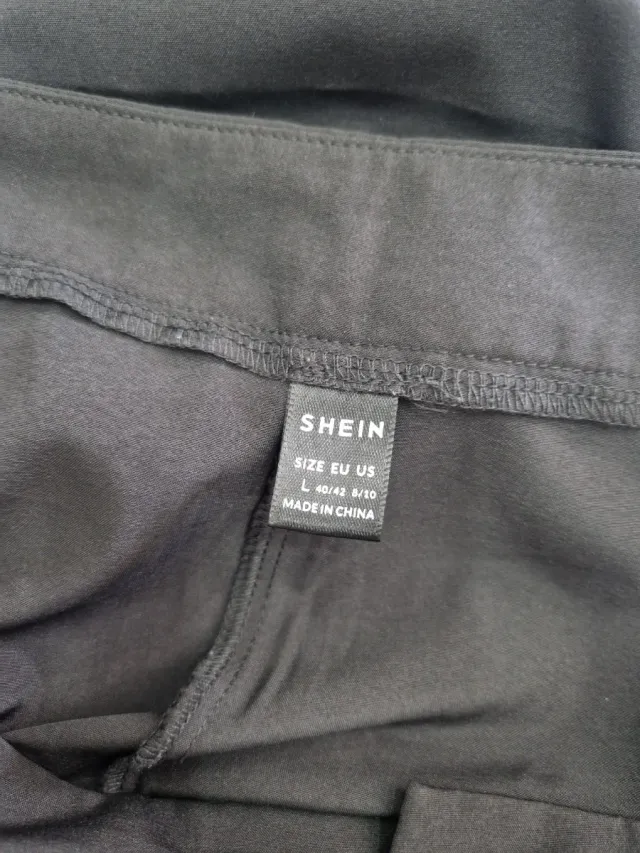 SHEIN
SIZE EU US
L 40/42 8/10
MADE IN CHINA